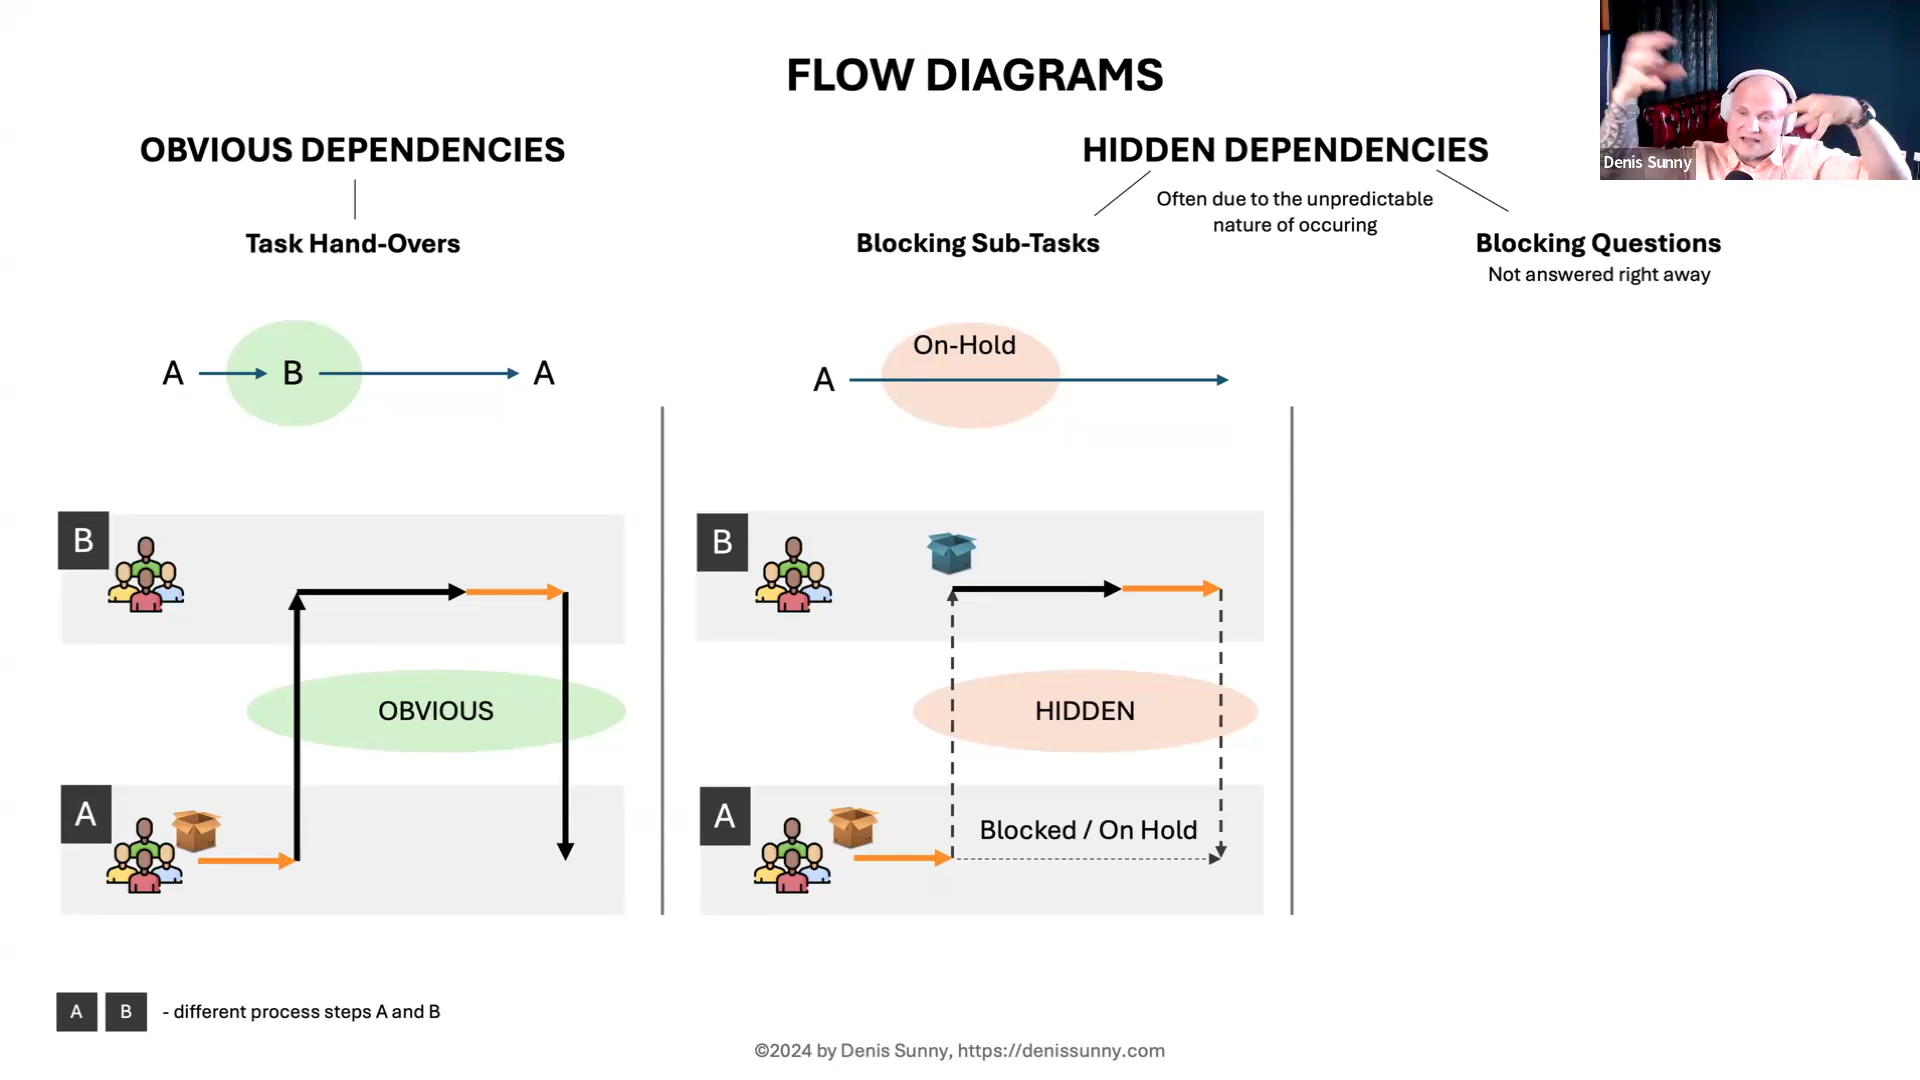 FLOW DIAGRAMS
OBVIOUS DEPENDENCIES
Task Hand-Overs
HIDDEN DEPENDENCIES
Often due to the unpredictable
nature of occuring
Blocking Sub-Tasks
Blocking Questions
Not answered right away
Denis Sunny
A B A
On-Hold
A
B
OBVIOUS
A
B
HIDDEN
A
Blocked / On Hold
A B - different process steps A and B
©2024 by Denis Sunny, https://denissunny.com